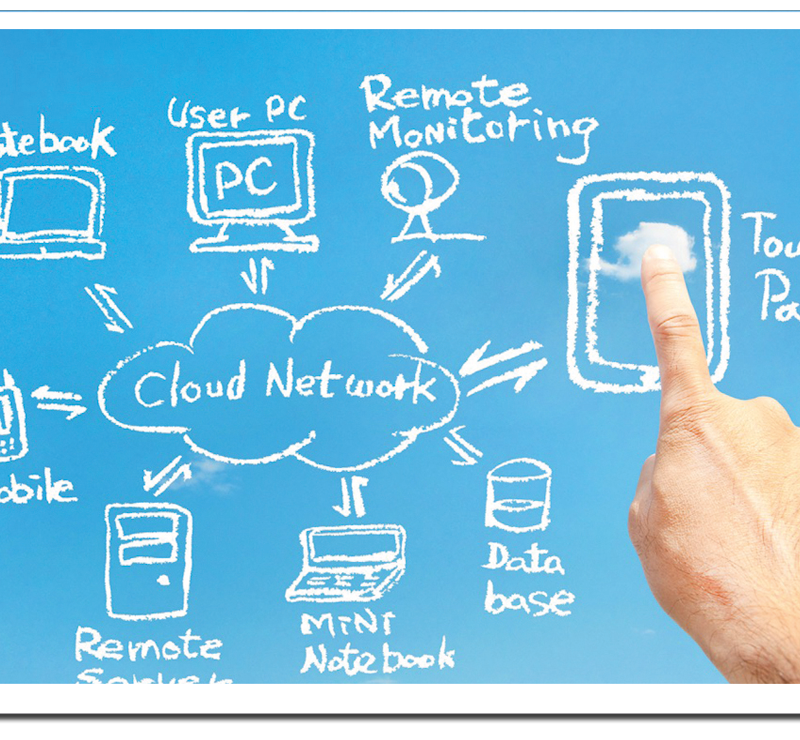 tebook
User PC
PC
Remote
Monitoring
Tou
Pa
Cloud Network
obile
Data
base
Remote
Server
MiNi
Notebook